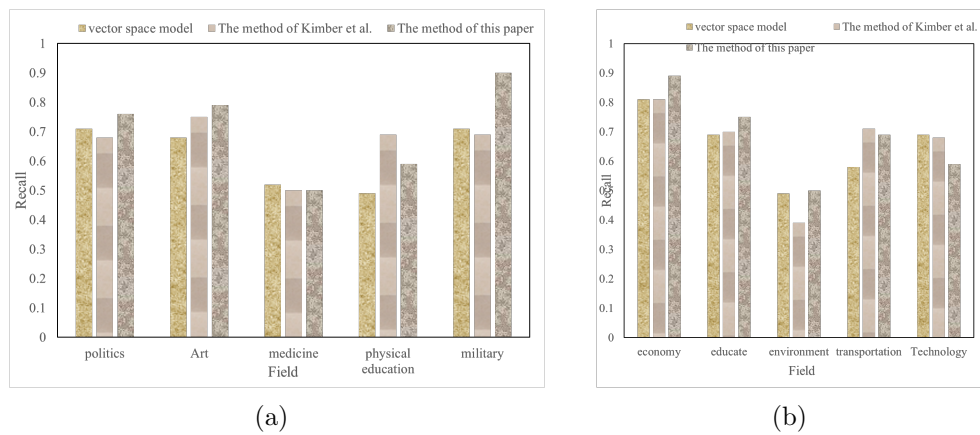 vector space model The method of Kimber et al. The method of this paper
1
0.9
0.8
0.7
0.6
0.5
0.4
0.3
0.2
0.1
0
Recall
politics Art medicine physical education military
Field
(a)
vector space model The method of Kimber et al.
The method of this paper
1
0.9
0.8
0.7
0.6
0.5
0.4
0.3
0.2
0.1
0
Recall
economy educate environment transportation Technology
Field
(b)